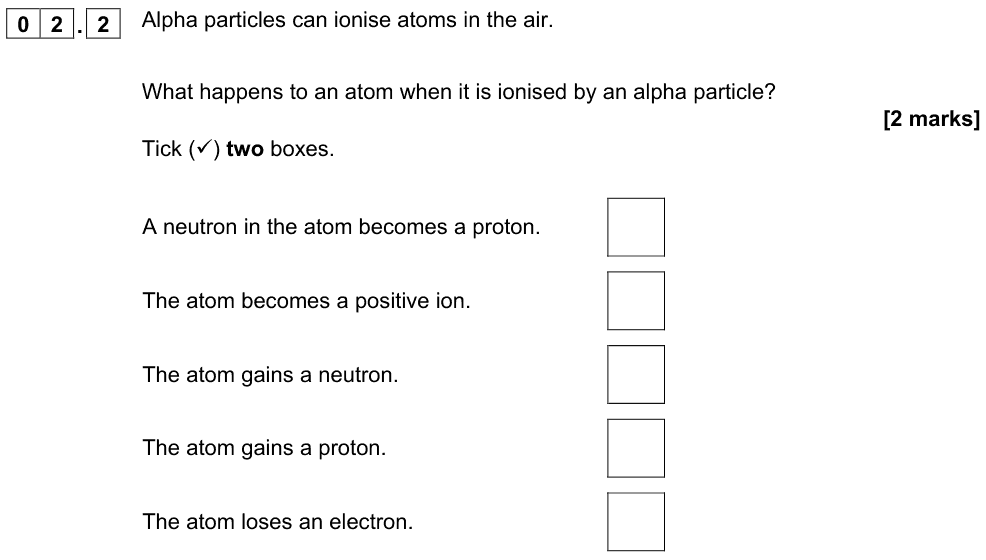 02.2 Alpha particles can ionise atoms in the air.
What happens to an atom when it is ionised by an alpha particle?
[2 marks]
Tick (✓) two boxes.
A neutron in the atom becomes a proton.
The atom becomes a positive ion.
The atom gains a neutron.
The atom gains a proton.
The atom loses an electron.